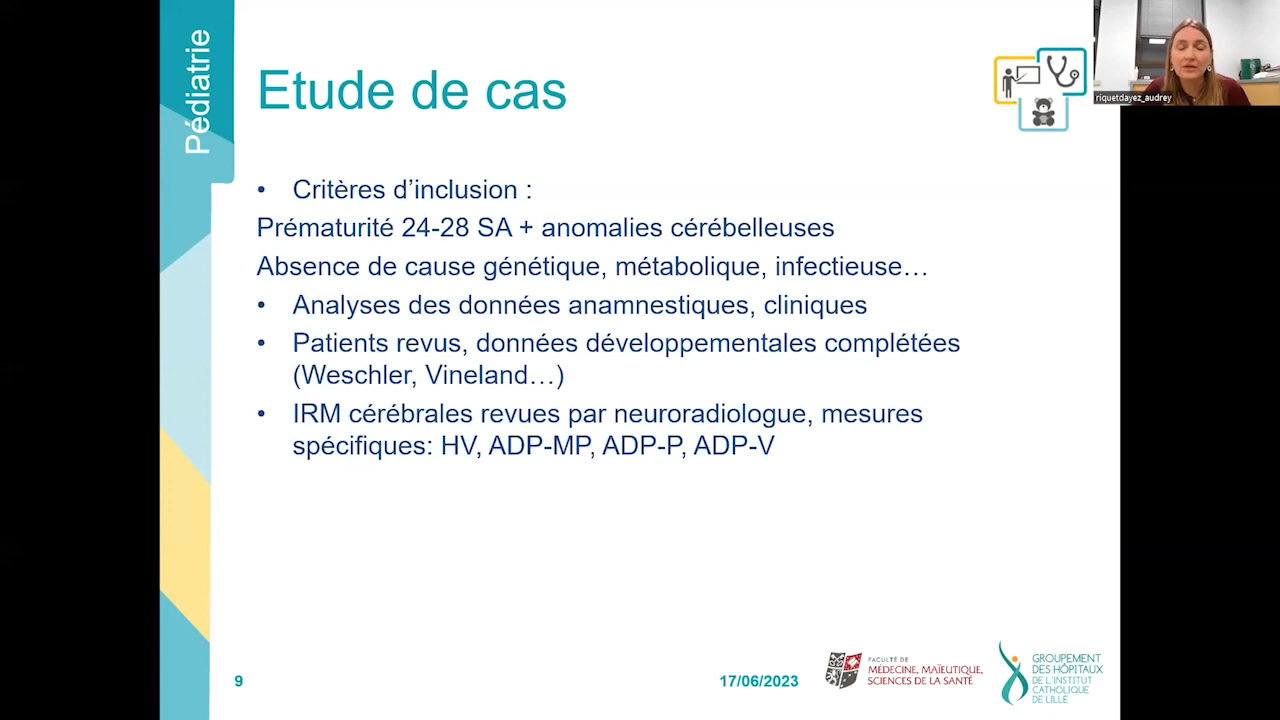 Pédiatrie
Etude de cas
riquetdayez_audrey
• Critères d’inclusion :
Prématurité 24-28 SA + anomalies cérébelleuses
Absence de cause génétique, métabolique, infectieuse…
• Analyses des données anamnestiques, cliniques
• Patients revus, données développementales complétées
(Weschler, Vineland…)
• IRM cérébrales revues par neuroradiologue, mesures
spécifiques: HV, ADP-MP, ADP-P, ADP-V
9
17/06/2023
FACULTÉ DE
MÉDECINE, MAÏEUTIQUE,
SCIENCES DE LA SANTÉ
GROUPEMENT
DES HÔPITAUX
DE L'INSTITUT
CATHOLIQUE
DE LILLE